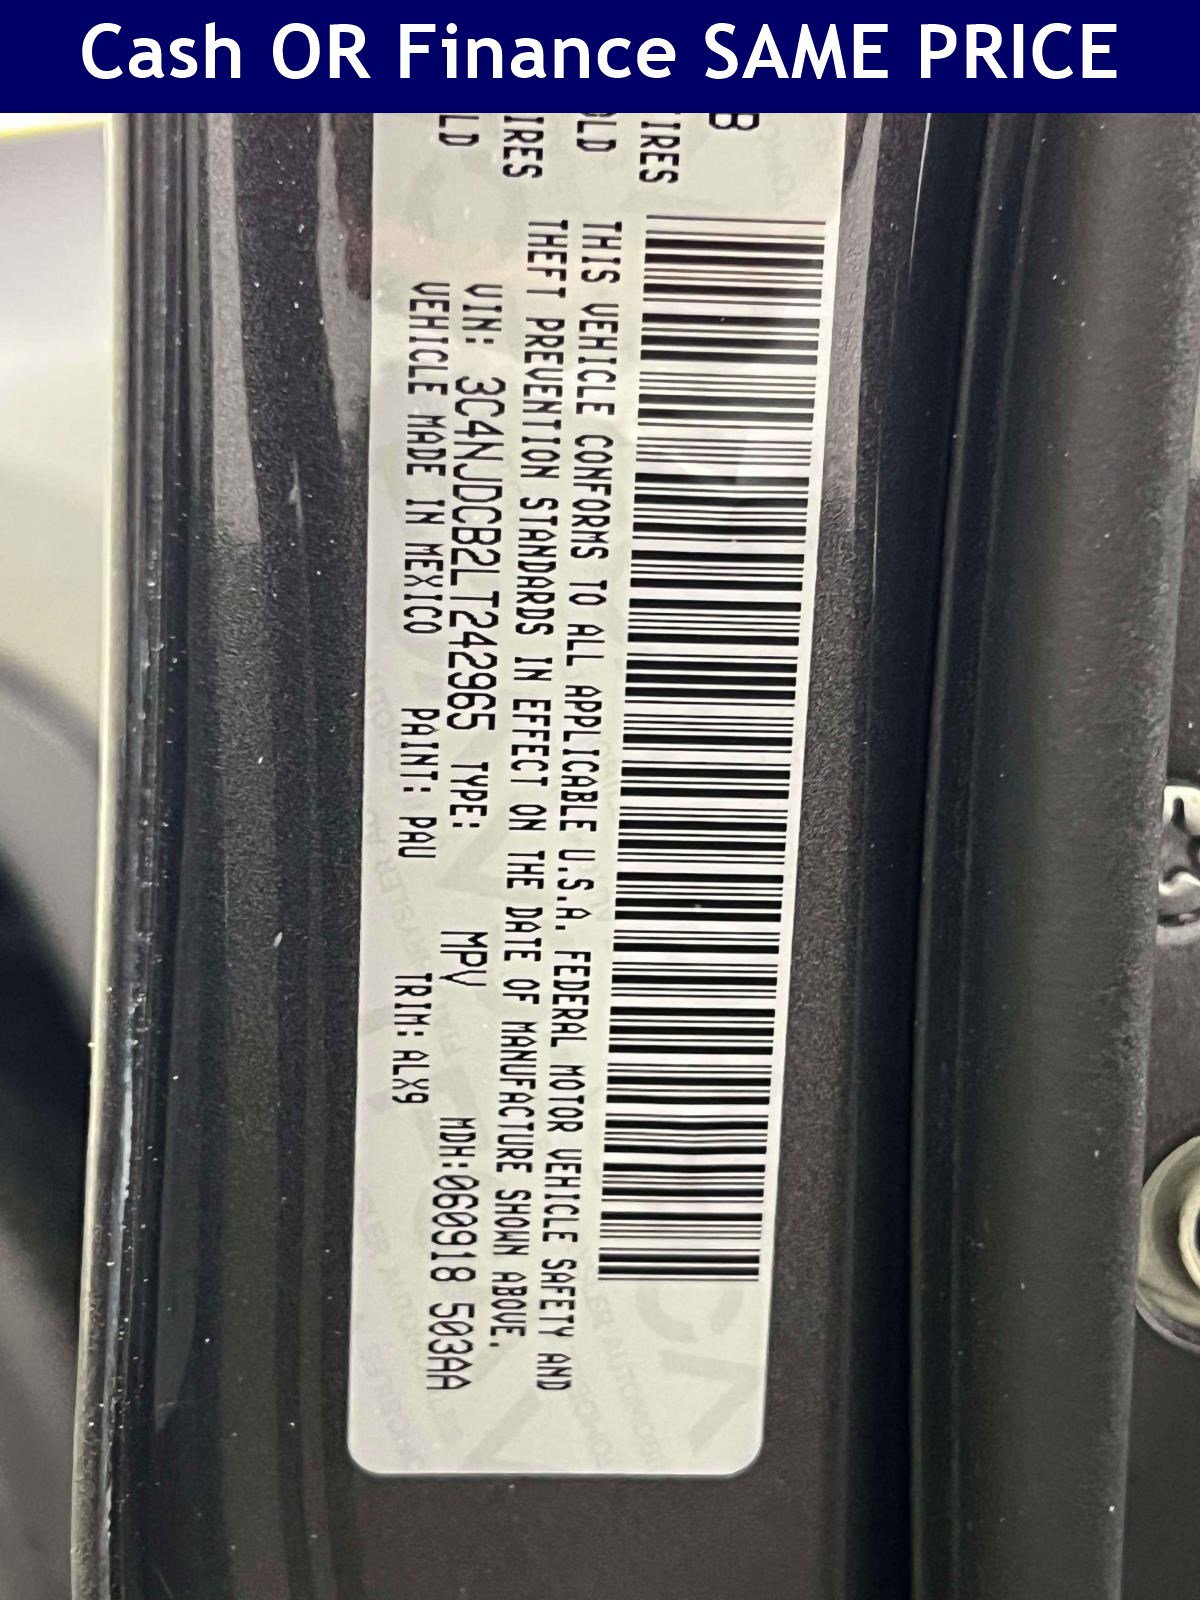 Cash OR Finance SAME PRICE
B
IRES
LD
IRES
LD
THIS VEHICLE CONFORMS TO ALL APPLICABLE U.S.A. FEDERAL MOTOR VEHICLE SAFETY AND
THEFT PREVENTION STANDARDS IN EFFECT ON THE DATE OF MANUFACTURE SHOWN ABOVE.
VIN: 3C4NJDCB2LT242965 TYPE: MPV MDH:060918 503AA
VEHICLE MADE IN MEXICO PAINT: PAU TRIM: ALX9